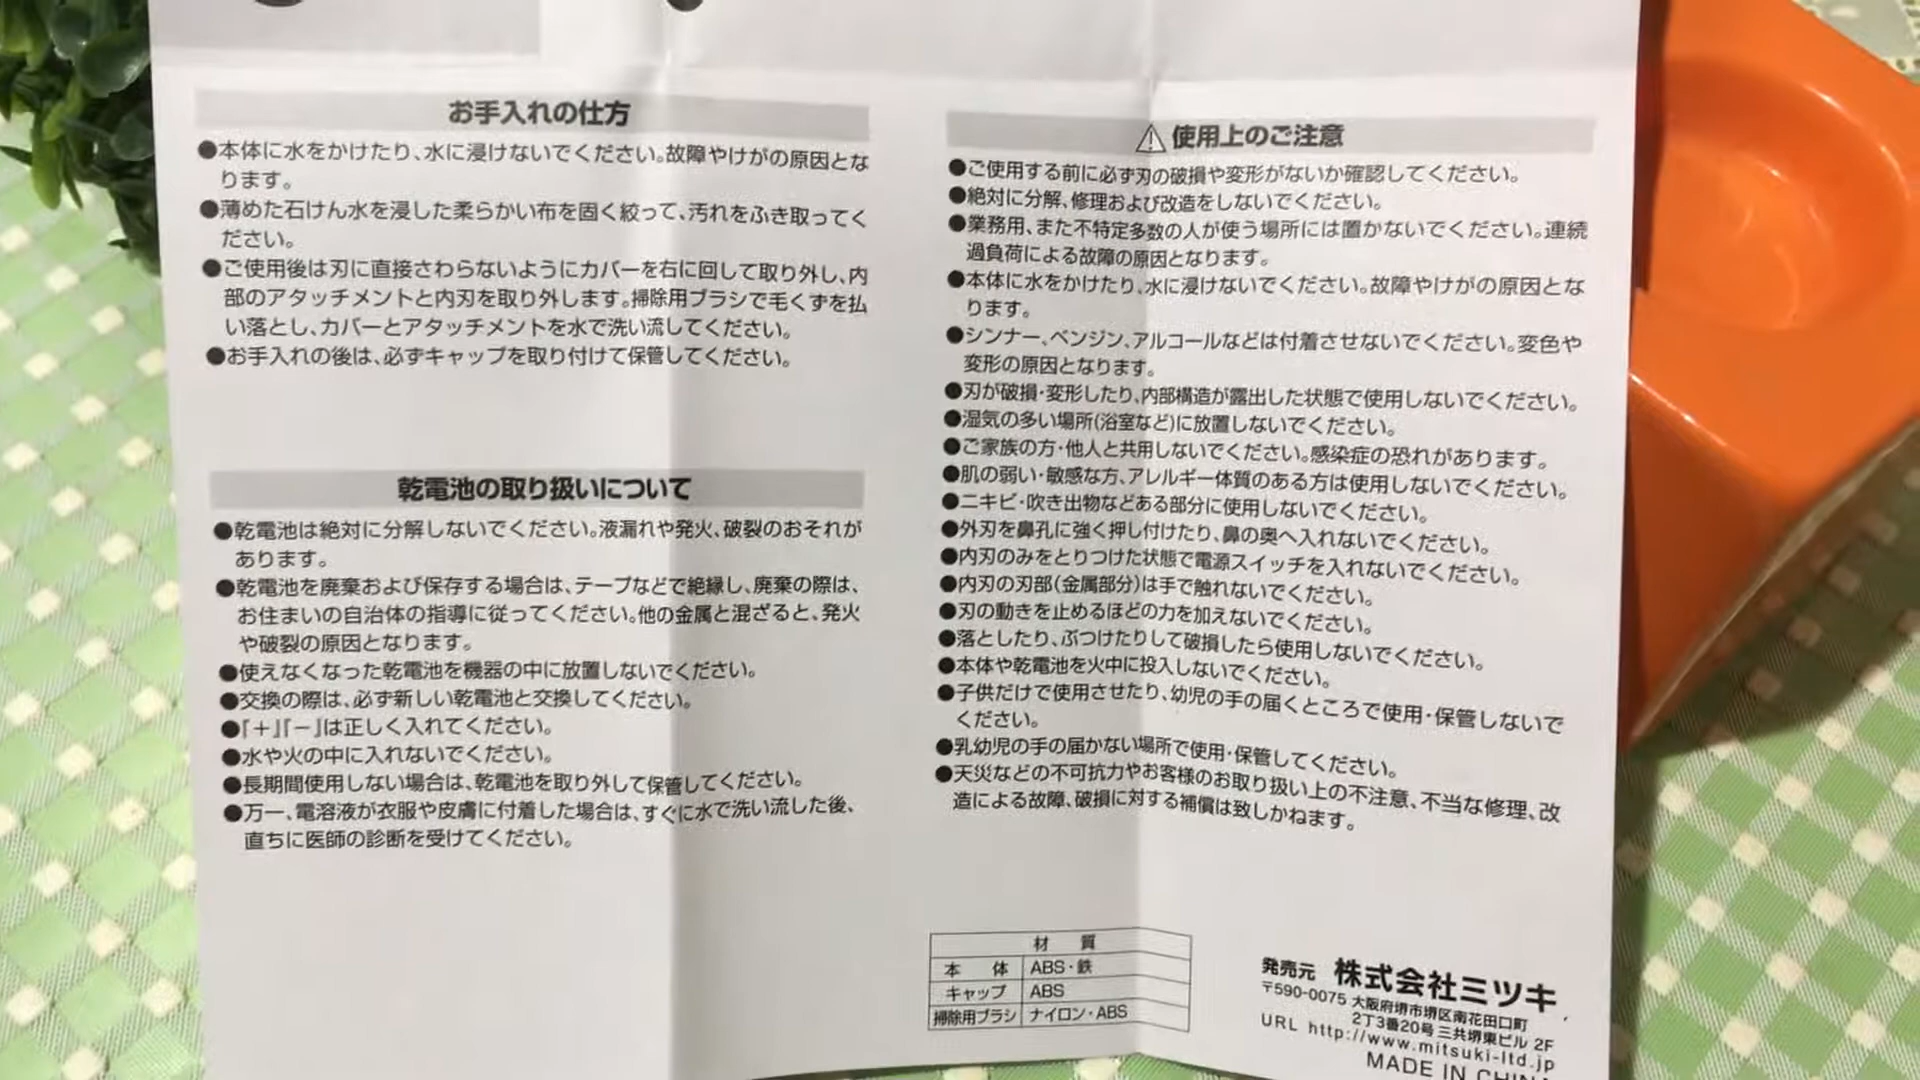 お手入れの仕方
●本体に水をかけたり、水に浸けないでください。故障やけがの原因とな
ります。
●薄めた石けん水を浸した柔らかい布を固く絞って、汚れをふき取ってく
ださい。
●ご使用後は刃に直接さわらないようにカバーを右に回して取り外し、内
部のアタッチメントと内刃を取り外します。掃除用ブラシで毛くずを払
い落とし、カバーとアタッチメントを水で洗い流してください。
●お手入れの後は、必ずキャップを取り付けて保管してください。
乾電池の取り扱いについて
●乾電池は絶対に分解しないでください。液漏れや発火、破裂のおそれが
あります。
●乾電池を廃棄および保存する場合は、テープなどで絶縁し、廃棄の際は、
お住まいの自治体の指導に従ってください。他の金属と混ざると、発火
や破裂の原因となります。
●使えなくなった乾電池を機器の中に放置しないでください。
●交換の際は、必ず新しい乾電池と交換してください。
●「＋」「－」は正しく入れてください。
●水や火の中に入れないでください。
●長期間使用しない場合は、乾電池を取り外して保管してください。
●万一、電溶液が衣服や皮膚に付着した場合は、すぐに水で洗い流した後、
直ちに医師の診断を受けてください。
⚠使用上のご注意
●ご使用する前に必ず刃の破損や変形がないか確認してください。
●絶対に分解、修理および改造をしないでください。
●業務用、また不特定多数の人が使う場所には置かないでください。連続
過負荷による故障の原因となります。
●本体に水をかけたり、水に浸けないでください。故障やけがの原因とな
ります。
●シンナー、ベンジン、アルコールなどは付着させないでください。変色や
変形の原因となります。
●刃が破損・変形したり、内部構造が露出した状態で使用しないでください。
●湿気の多い場所(浴室など)に放置しないでください。
●ご家族の方・他人と共用しないでください。感染症の恐れがあります。
●肌の弱い・敏感な方、アレルギー体質のある方は使用しないでください。
●ニキビ・吹き出物などある部分に使用しないでください。
●外刃を鼻孔に強く押し付けたり、鼻の奥へ入れないでください。
●内刃のみをとりつけた状態で電源スイッチを入れないでください。
●内刃の刃部(金属部分)は手で触れないでください。
●刃の動きを止めるほどの力を加えないでください。
●落としたり、ぶつけたりして破損したら使用しないでください。
●本体や乾電池を火中に投入しないでください。
●子供だけで使用させたり、幼児の手の届くところで使用・保管しないで
ください。
●乳幼児の手の届かない場所で使用・保管してください。
●天災などの不可抗力やお客様のお取り扱い上の不注意、不当な修理、改
造による故障、破損に対する補償は致しかねます。
材 質
本 体 ABS・鉄
キャップ ABS
掃除用ブラシ ナイロン・ABS
発売元 株式会社ミツキ
〒590-0075 大阪府堺市堺区南花田口町
2丁3番20号 三共堺東ビル 2F
URL http://www.mitsuki-ltd.jp
MADE IN CHINA